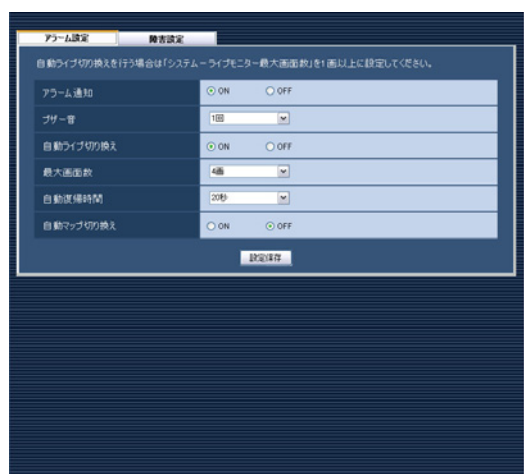 アラーム設定
障害設定
自動ライブ切り換えを行う場合は「システム－ライブモニター最大画面数」を1画以上に設定してください。
アラーム通知 ON OFF
ブザー音 1回
自動ライブ切り換え ON OFF
最大画面数 4画
自動復帰時間 20秒
自動マップ切り換え ON OFF
設定保存